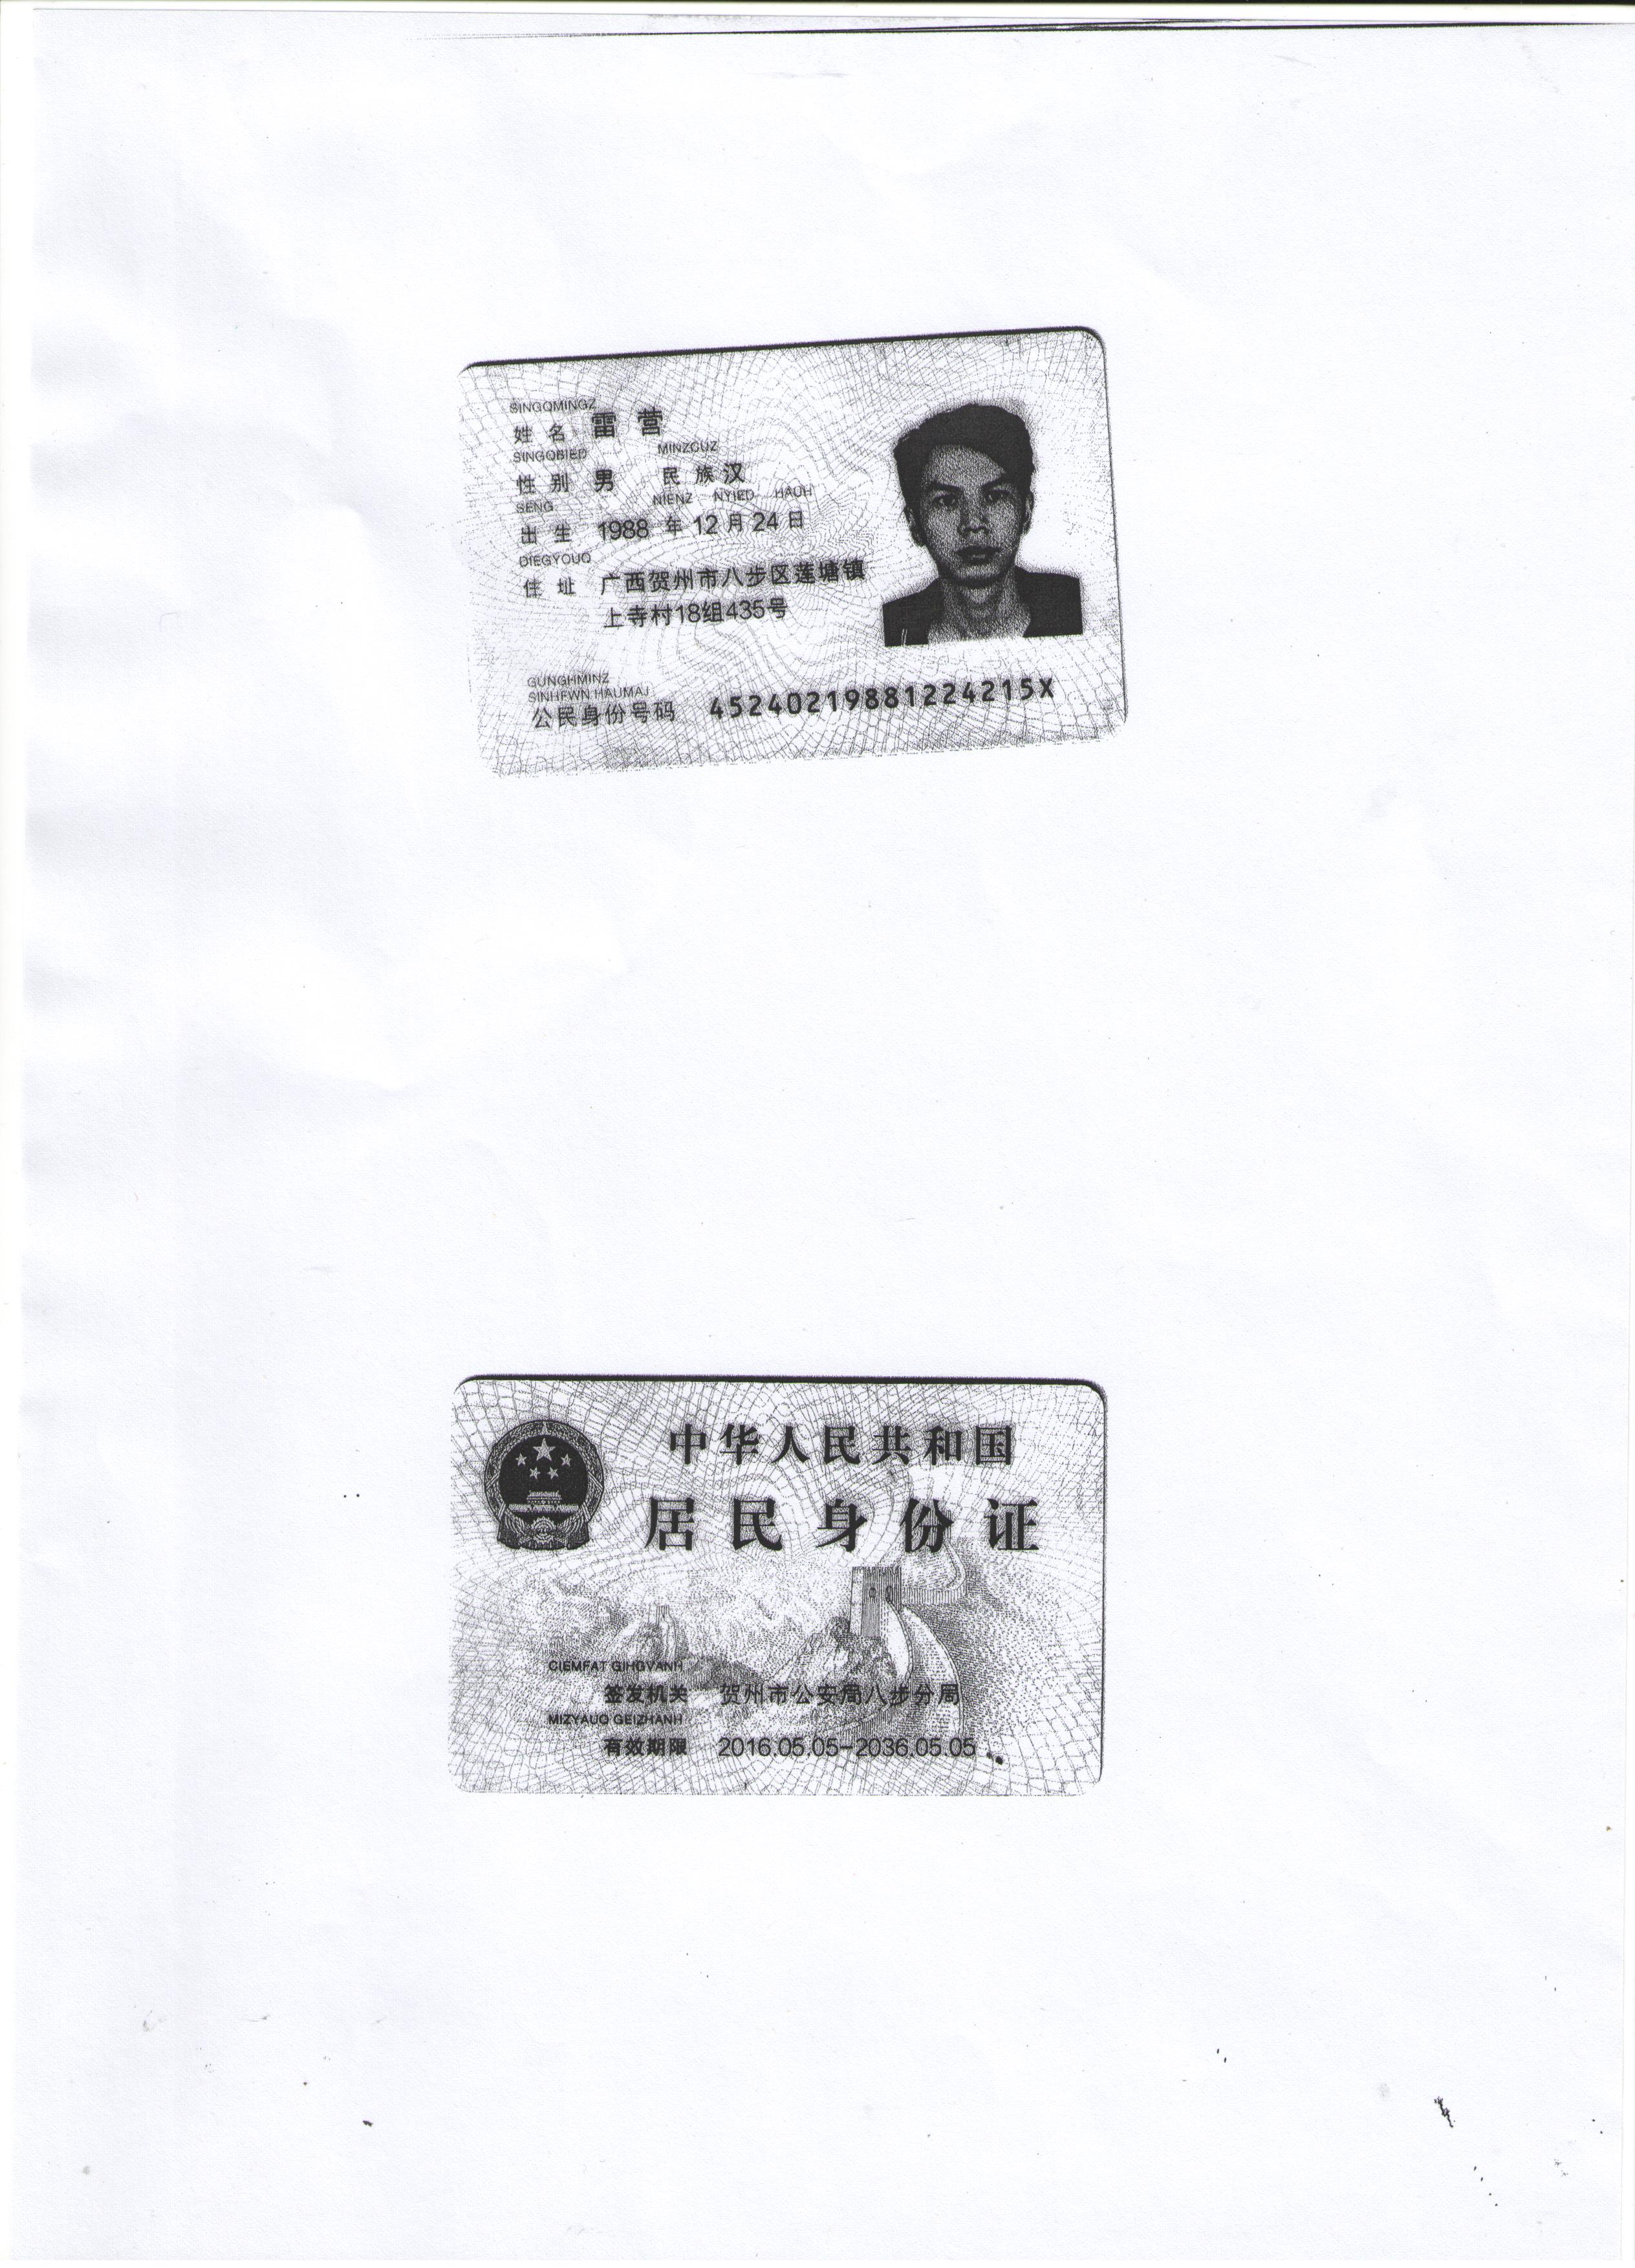 SINGQMINGZ
姓名 雷营
SINGQBIED MINZCUZ
性别 男 民族 汉
SENG NIENZ NYIED HAUH
出生 1988 年 12 月 24 日
DIEGYOUQ
住址 广西贺州市八步区莲塘镇
上寺村18组435号
GUNGHMINZ
SINHFWN HAUMAJ
公民身份号码 45240219881224215X
中华人民共和国
居民身份证
CIEMFAT GIHGVANH
签发机关 贺州市公安局八步分局
MIZYAUQ GEIZHANH
有效期限 2016.05.05-2036.05.05